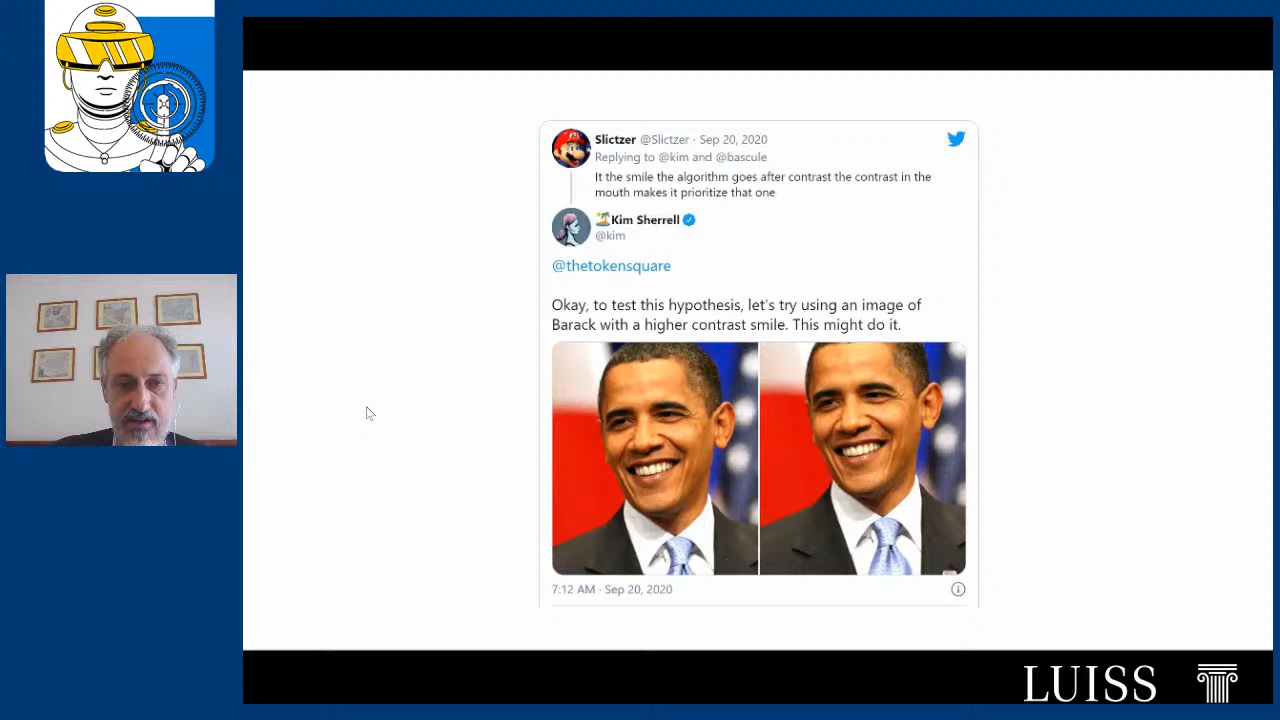 Slictzer @Slictzer · Sep 20, 2020
Replying to @kim and @bascule
It the smile the algorithm goes after contrast the contrast in the
mouth makes it prioritize that one
🏝️Kim Sherrell
@kim
@thetokensquare
Okay, to test this hypothesis, let's try using an image of
Barack with a higher contrast smile. This might do it.
7:12 AM · Sep 20, 2020
LUISS